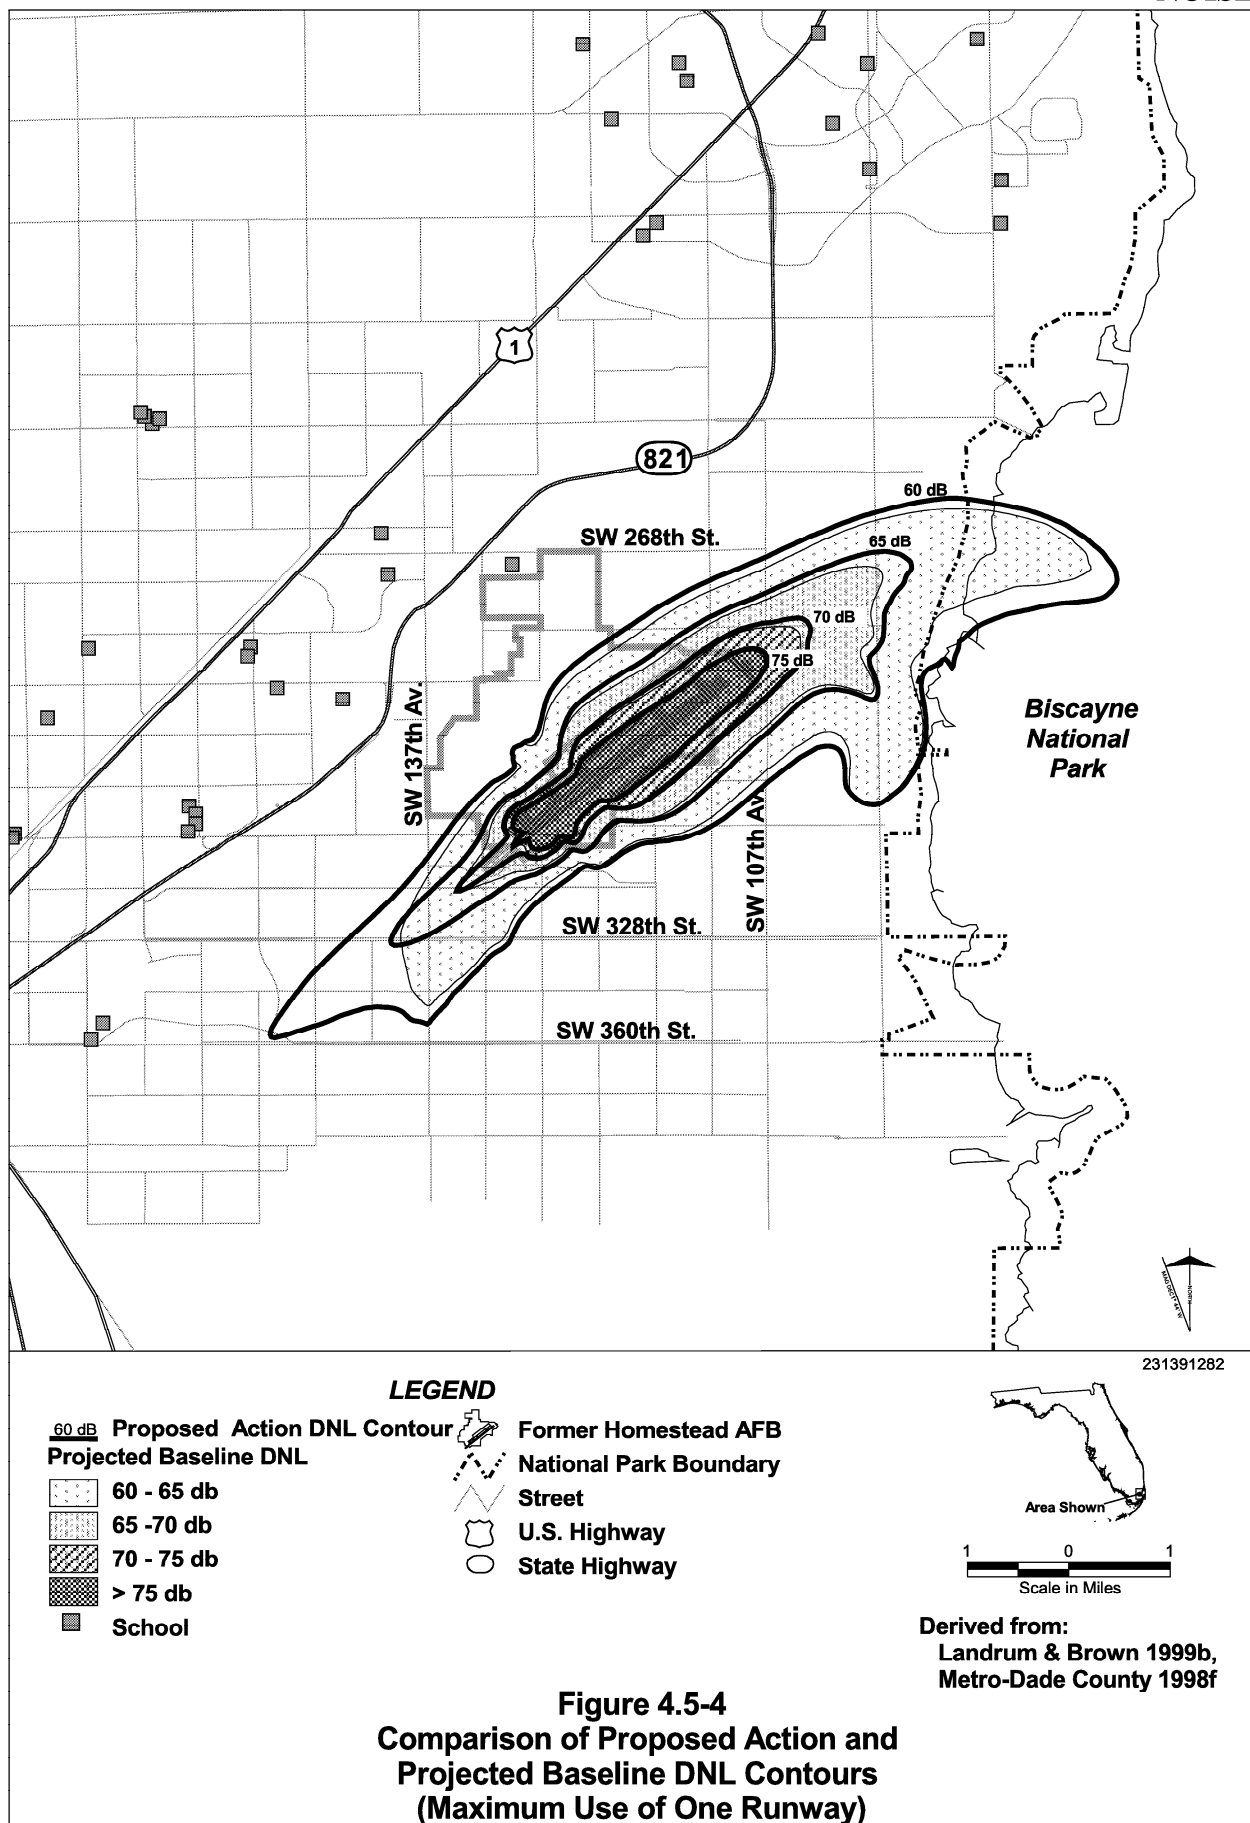 1
821
60 dB
SW 268th St.
65 dB
70 dB
75 dB
SW 137th Av.
Biscayne
National
Park
SW 107th Av.
SW 328th St.
SW 360th St.
NORTH
231391282
LEGEND
60 dB Proposed Action DNL Contour
Projected Baseline DNL
60 - 65 db
65 -70 db
70 - 75 db
> 75 db
School
Former Homestead AFB
National Park Boundary
Street
U.S. Highway
State Highway
Area Shown
1 0 1
Scale in Miles
Derived from:
Landrum & Brown 1999b,
Metro-Dade County 1998f
Figure 4.5-4
Comparison of Proposed Action and
Projected Baseline DNL Contours
(Maximum Use of One Runway)